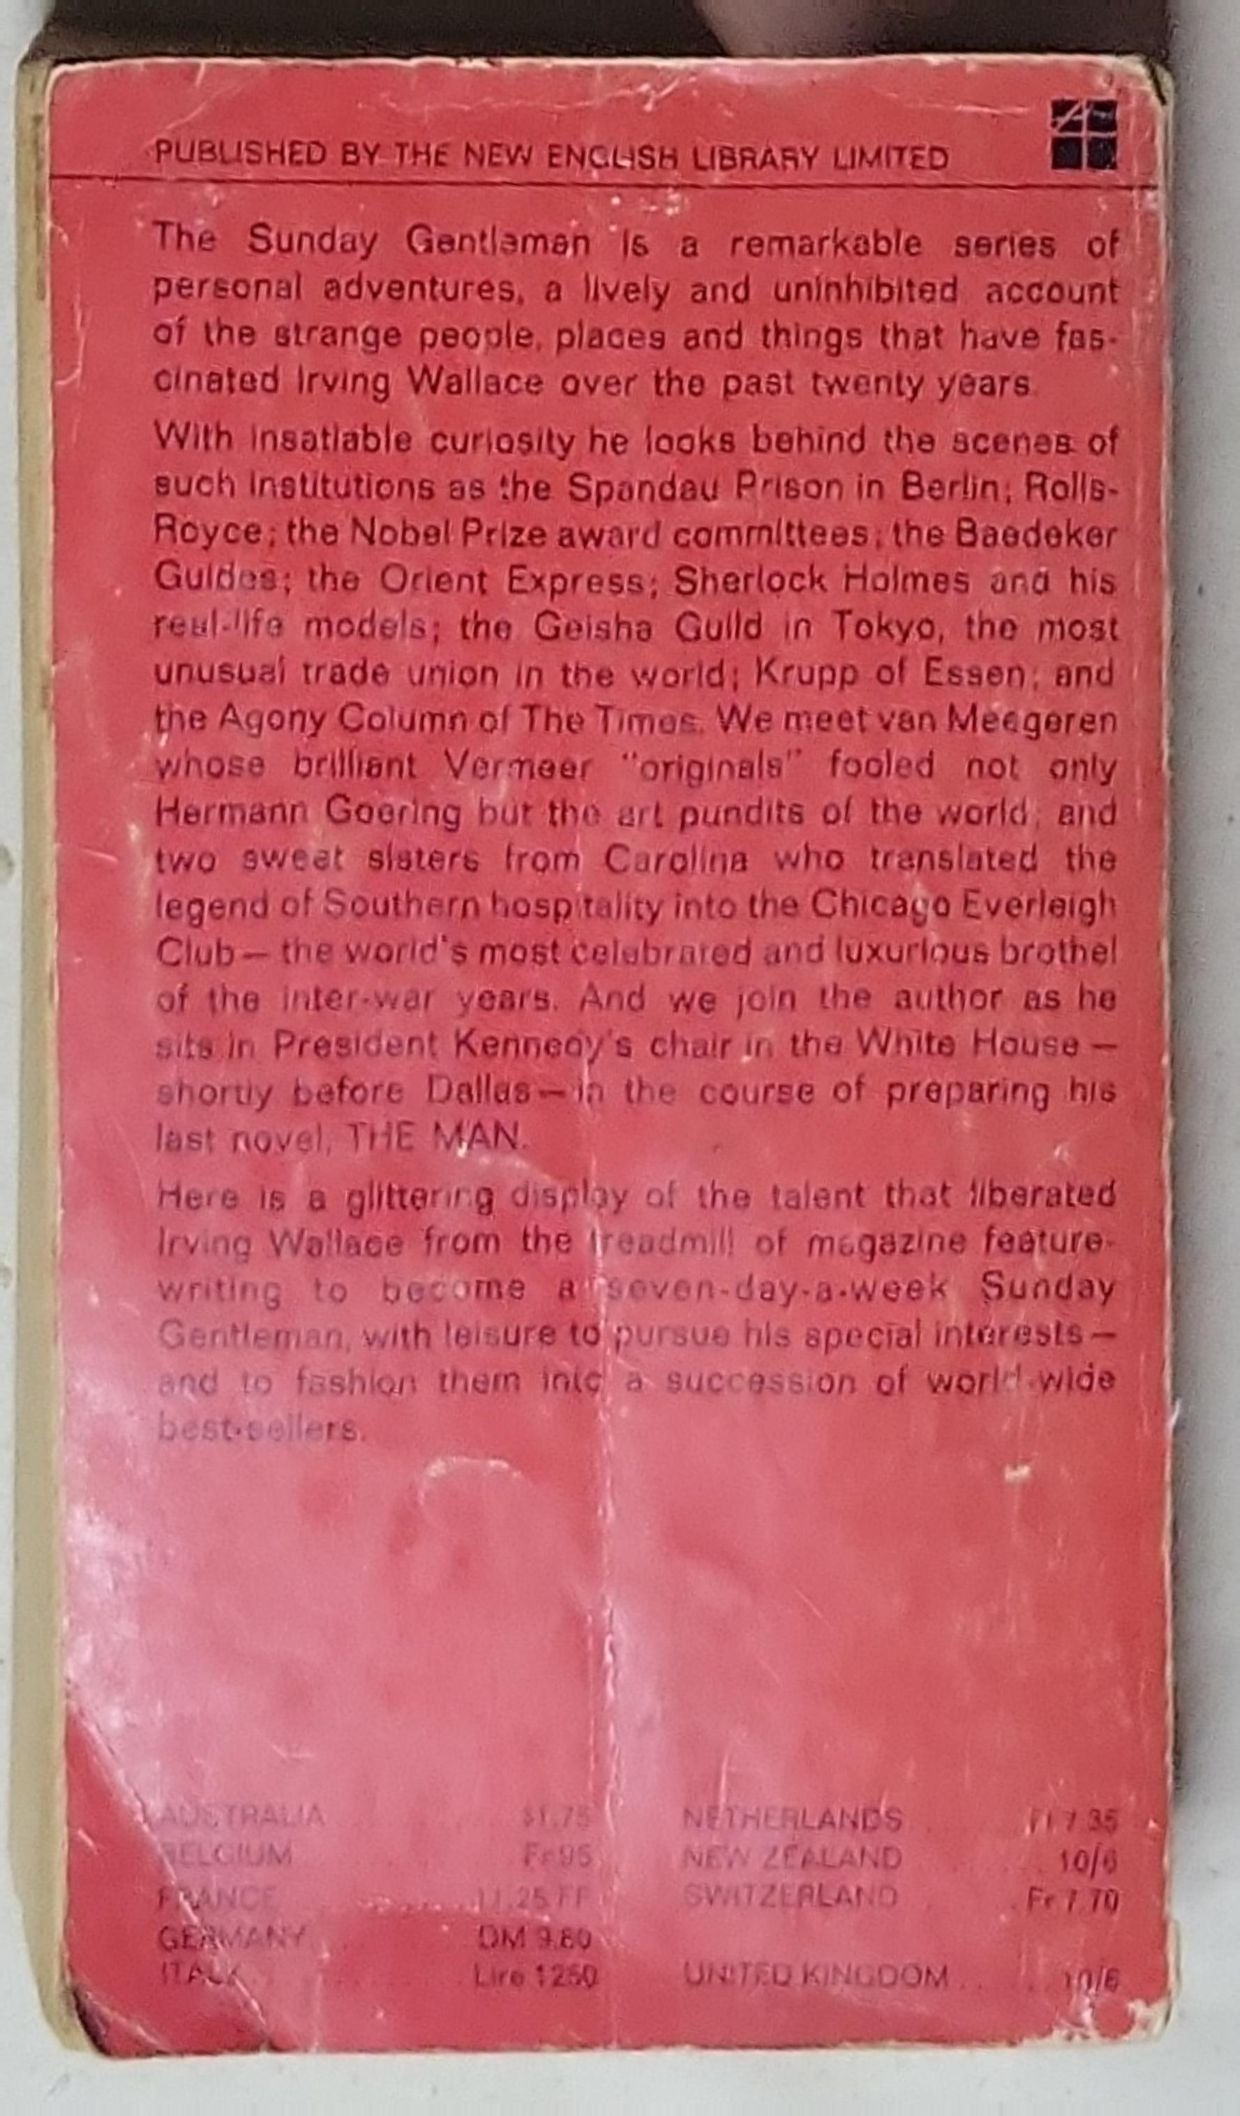 PUBLISHED BY THE NEW ENGLISH LIBRARY LIMITED
The Sunday Gentleman is a remarkable series of
personal adventures, a lively and uninhibited account
of the strange people, places and things that have fas-
cinated Irving Wallace over the past twenty years.
With insatiable curiosity he looks behind the scenes of
such institutions as the Spandau Prison in Berlin; Rolls-
Royce; the Nobel Prize award committees; the Baedeker
Guides; the Orient Express; Sherlock Holmes and his
real-life models; the Geisha Guild in Tokyo, the most
unusual trade union in the world; Krupp of Essen; and
the Agony Column of The Times. We meet van Meegeren
whose brilliant Vermeer "originals" fooled not only
Hermann Goering but the art pundits of the world; and
two sweet sisters from Carolina who translated the
legend of Southern hospitality into the Chicago Everleigh
Club — the world's most celebrated and luxurious brothel
of the inter-war years. And we join the author as he
sits in President Kennedy's chair in the White House —
shortly before Dallas — in the course of preparing his
last novel, THE MAN.
Here is a glittering display of the talent that liberated
Irving Wallace from the treadmill of magazine feature-
writing to become a seven-day-a-week Sunday
Gentleman, with leisure to pursue his special interests —
and to fashion them into a succession of world-wide
best-sellers.
AUSTRALIA $1.75
BELGIUM Fr 95
FRANCE 11.25 FF
GERMANY DM 9.80
ITALY Lire 1250
NETHERLANDS Fl 7.35
NEW ZEALAND 10/6
SWITZERLAND Fr 7.70
UNITED KINGDOM 10/6